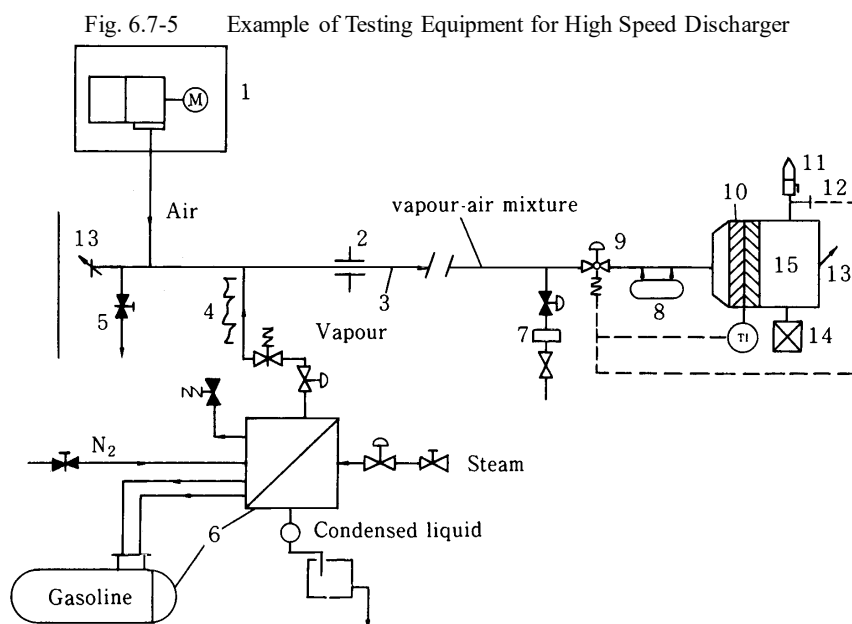 Fig. 6.7-5 Example of Testing Equipment for High Speed Discharger
M
1
Air
vapour-air mixture
11
10
12
13
2
9
3
15
13
5
4
Vapour
7
8
TI
14
N2
Steam
6
Condensed liquid
Gasoline